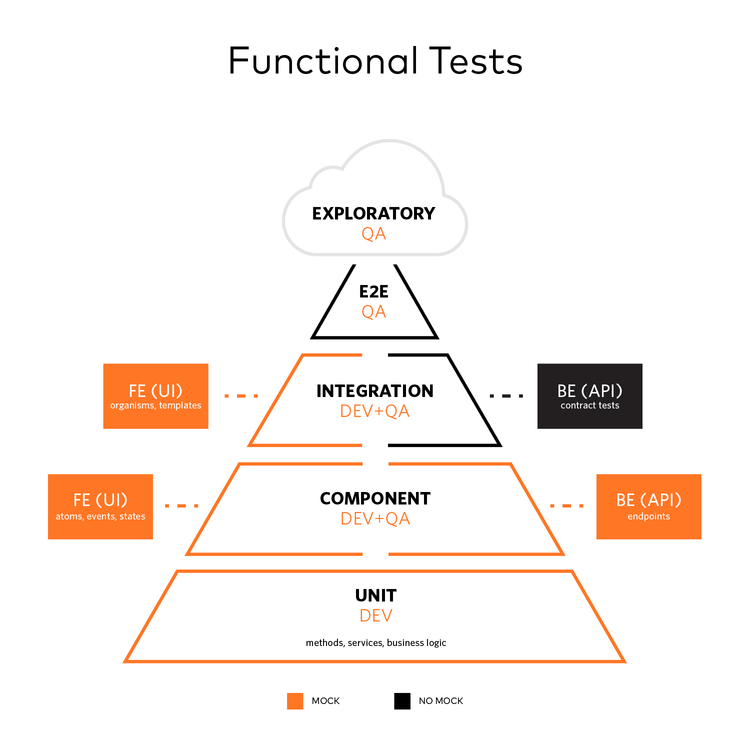 Functional Tests
EXPLORATORY
QA
E2E
QA
FE (UI)
organisms, templates
INTEGRATION
DEV+QA
BE (API)
contract tests
FE (UI)
atoms, events, states
COMPONENT
DEV+QA
BE (API)
endpoints
UNIT
DEV
methods, services, business logic
MOCK
NO MOCK